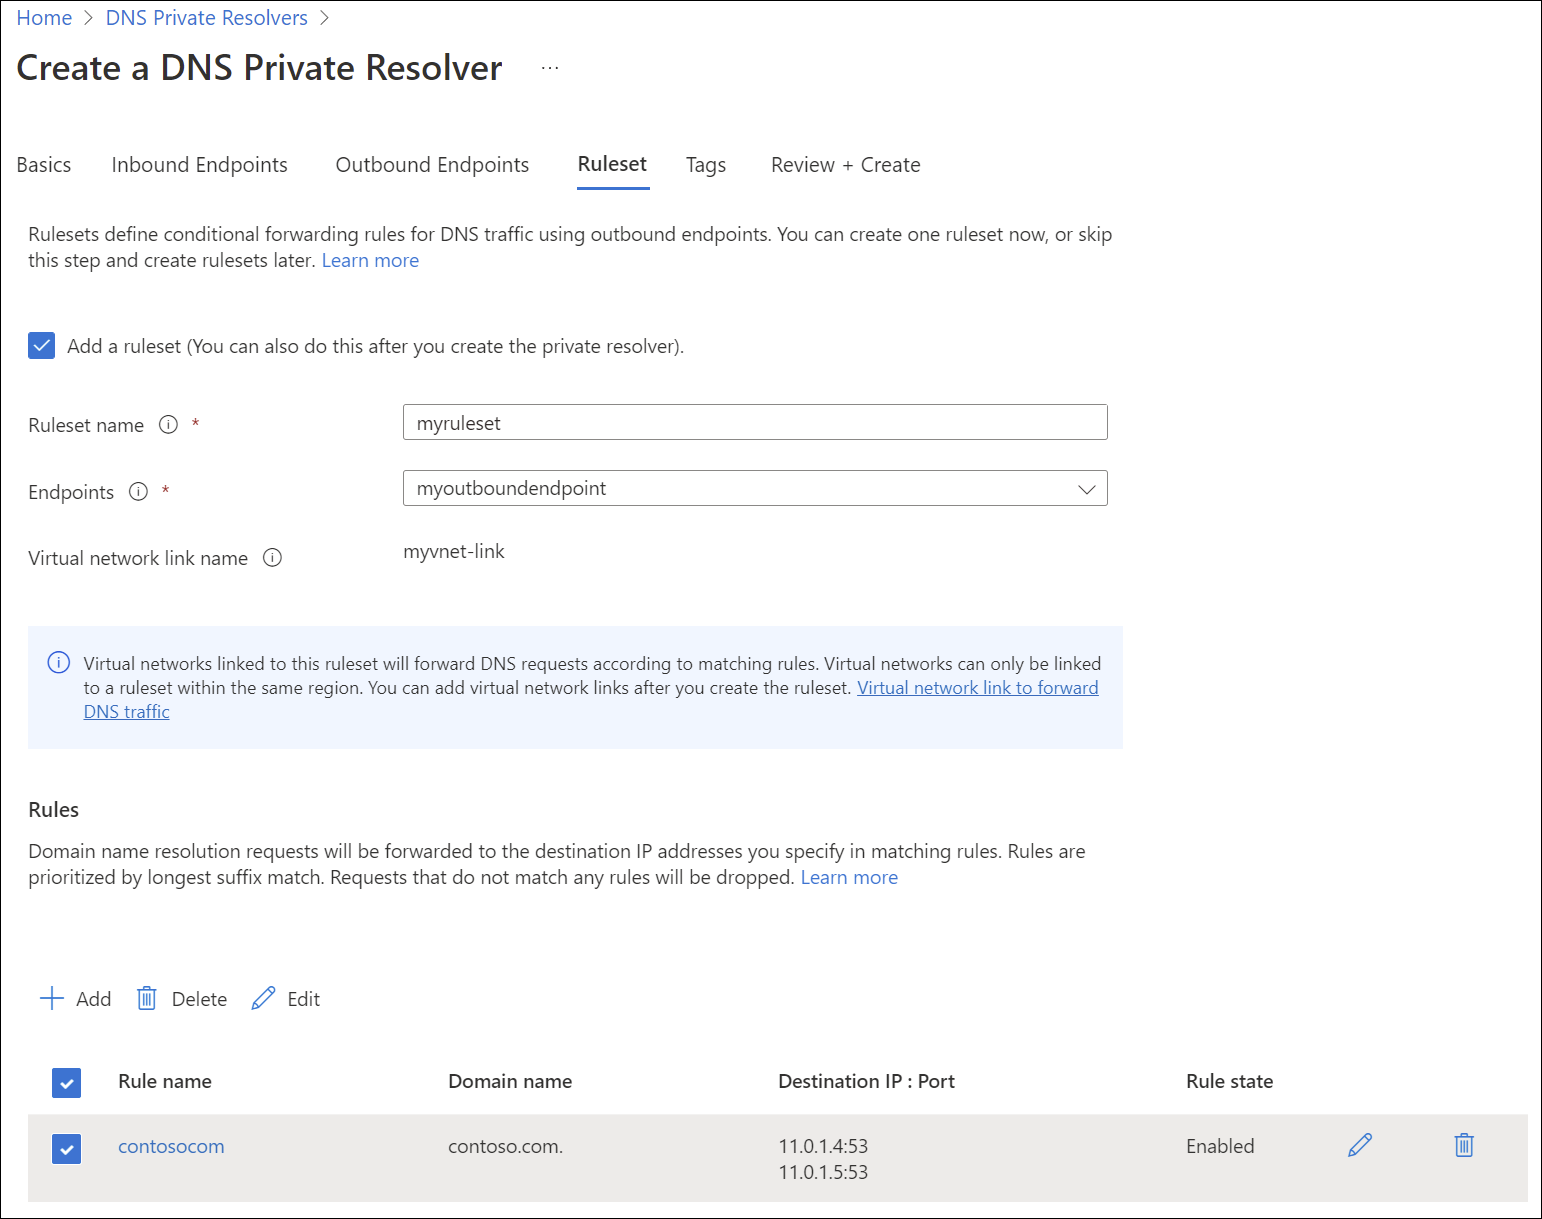 Home > DNS Private Resolvers >
Create a DNS Private Resolver ...
Basics Inbound Endpoints Outbound Endpoints Ruleset Tags Review + Create
Rulesets define conditional forwarding rules for DNS traffic using outbound endpoints. You can create one ruleset now, or skip
this step and create rulesets later. Learn more
Add a ruleset (You can also do this after you create the private resolver).
Ruleset name * myruleset
Endpoints * myoutboundendpoint
Virtual network link name myvnet-link
Virtual networks linked to this ruleset will forward DNS requests according to matching rules. Virtual networks can only be linked
to a ruleset within the same region. You can add virtual network links after you create the ruleset. Virtual network link to forward
DNS traffic
Rules
Domain name resolution requests will be forwarded to the destination IP addresses you specify in matching rules. Rules are
prioritized by longest suffix match. Requests that do not match any rules will be dropped. Learn more
Add Delete Edit
Rule name Domain name Destination IP : Port Rule state
contosocom contoso.com. 11.0.1.4:53 Enabled
11.0.1.5:53